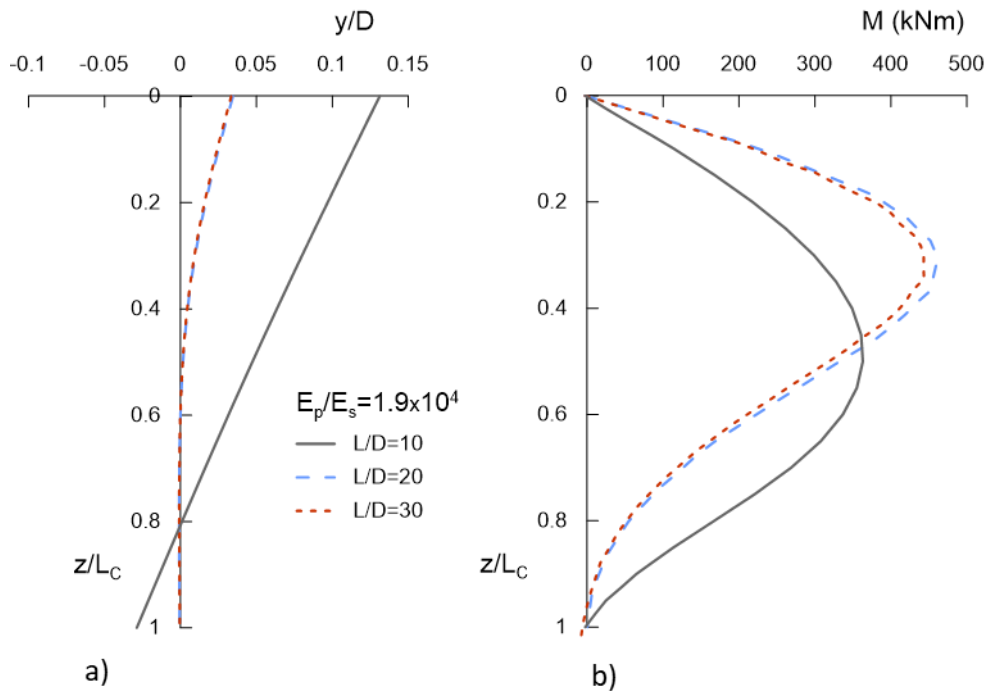 y/D
M (kNm)
-0.1 -0.05 0 0.05 0.1 0.15
0 100 200 300 400 500
0
0.2
0.4
0.6
0.8
1
z/L_C
E_p/E_s=1.9x10^4
L/D=10
L/D=20
L/D=30
a)
0
0.2
0.4
0.6
0.8
1
z/L_C
b)